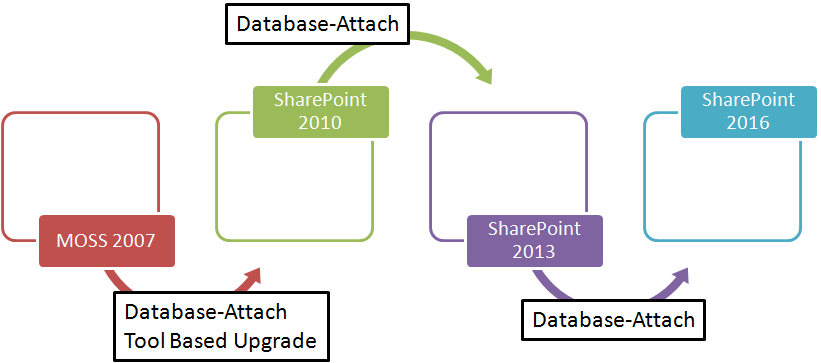 Database-Attach
SharePoint
2010
SharePoint
2016
MOSS 2007
SharePoint
2013
Database-Attach
Tool Based Upgrade
Database-Attach